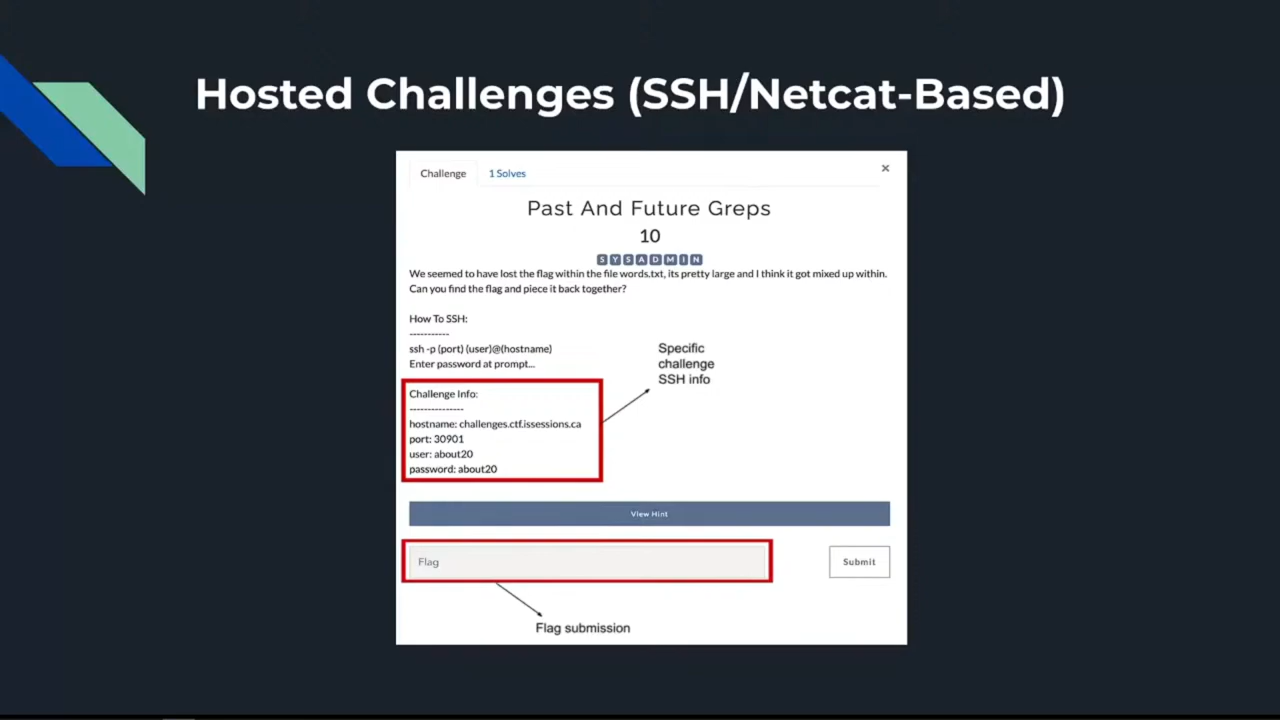 Hosted Challenges (SSH/Netcat-Based)
Challenge
1 Solves
×
Past And Future Greps
10
SYSADMIN
We seemed to have lost the flag within the file words.txt, its pretty large and I think it got mixed up within.
Can you find the flag and piece it back together?
How To SSH:
-----------
ssh -p (port) (user)@(hostname)
Enter password at prompt...
Specific
challenge
SSH info
Challenge Info:
---------------
hostname: challenges.ctf.issessions.ca
port: 30901
user: about20
password: about20
View Hint
Flag
Submit
Flag submission